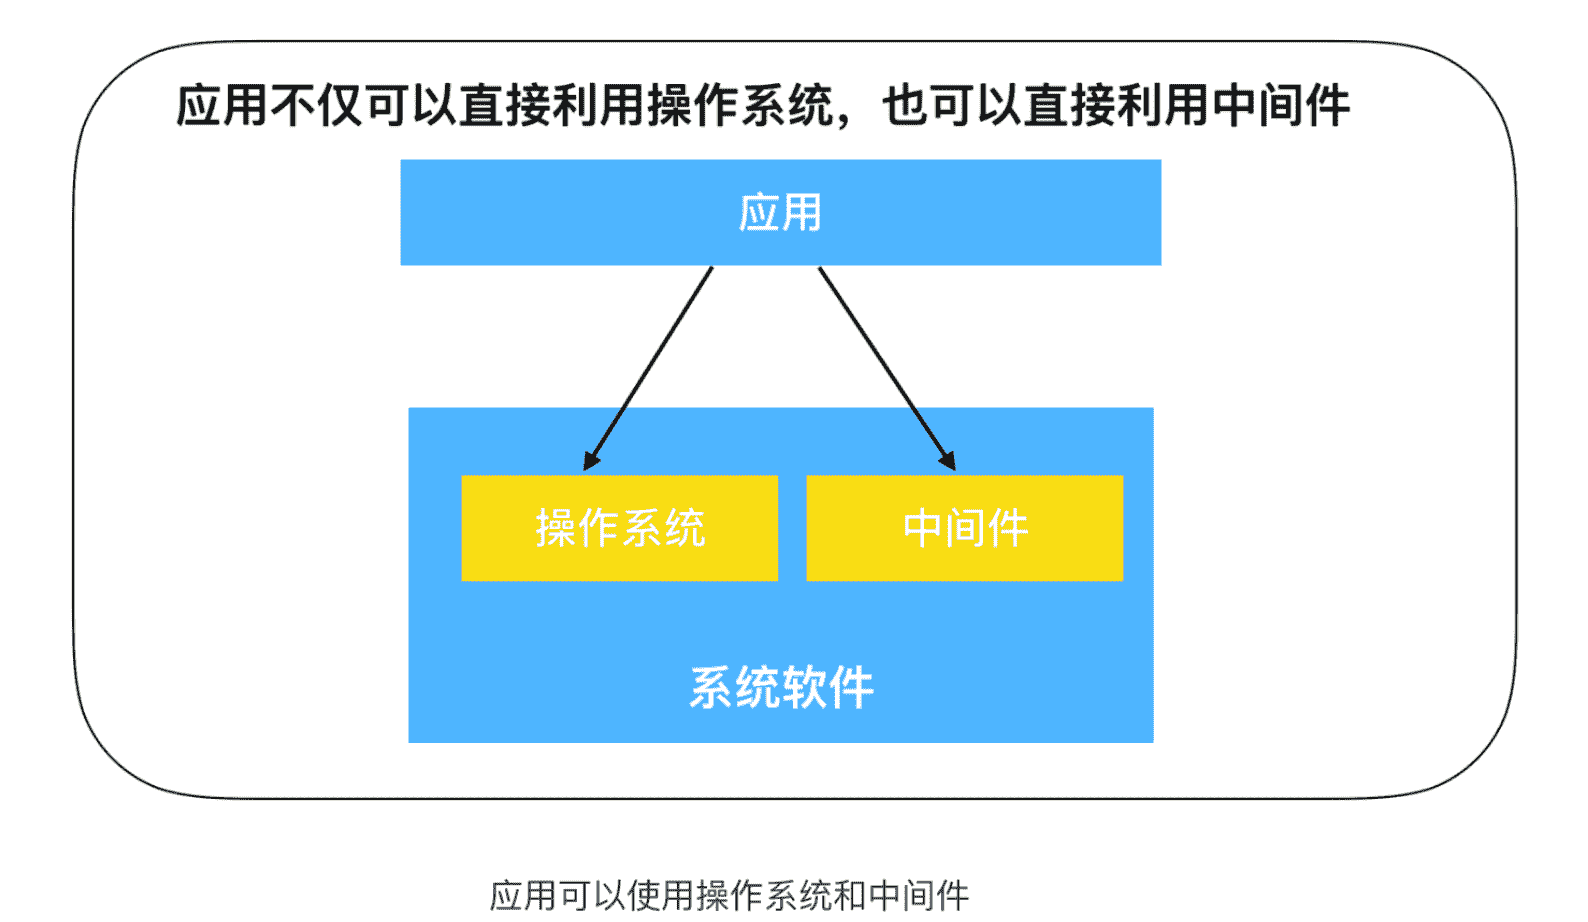 应用不仅可以直接利用操作系统，也可以直接利用中间件
应用
操作系统
中间件
系统软件
应用可以使用操作系统和中间件